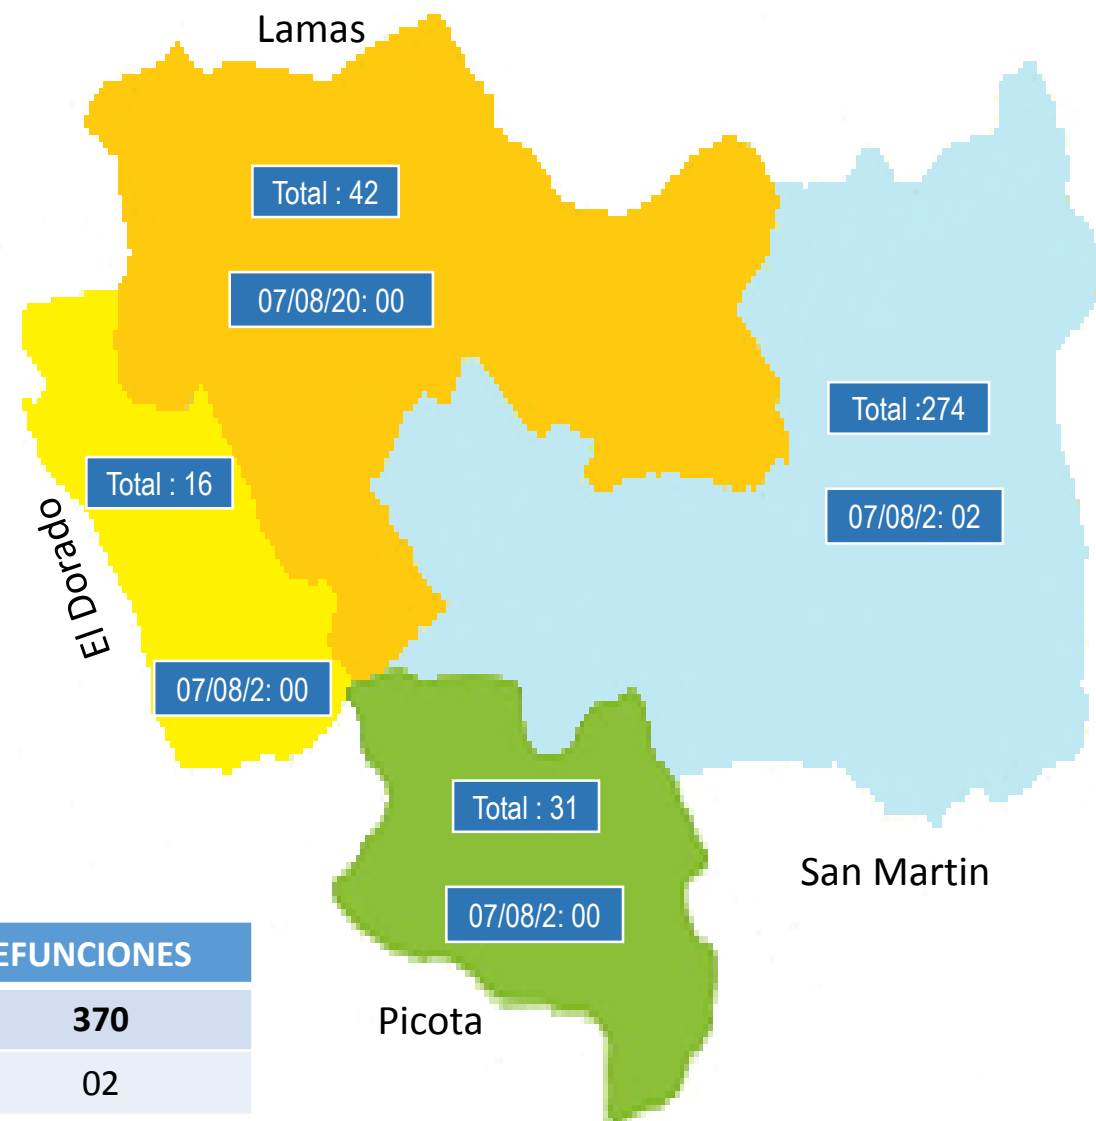 Lamas
Total : 42
07/08/20: 00
Total :274
07/08/2: 02
Total : 16
El Dorado
07/08/2: 00
Total : 31
07/08/2: 00
San Martin
Picota
EFUNCIONES
370
02